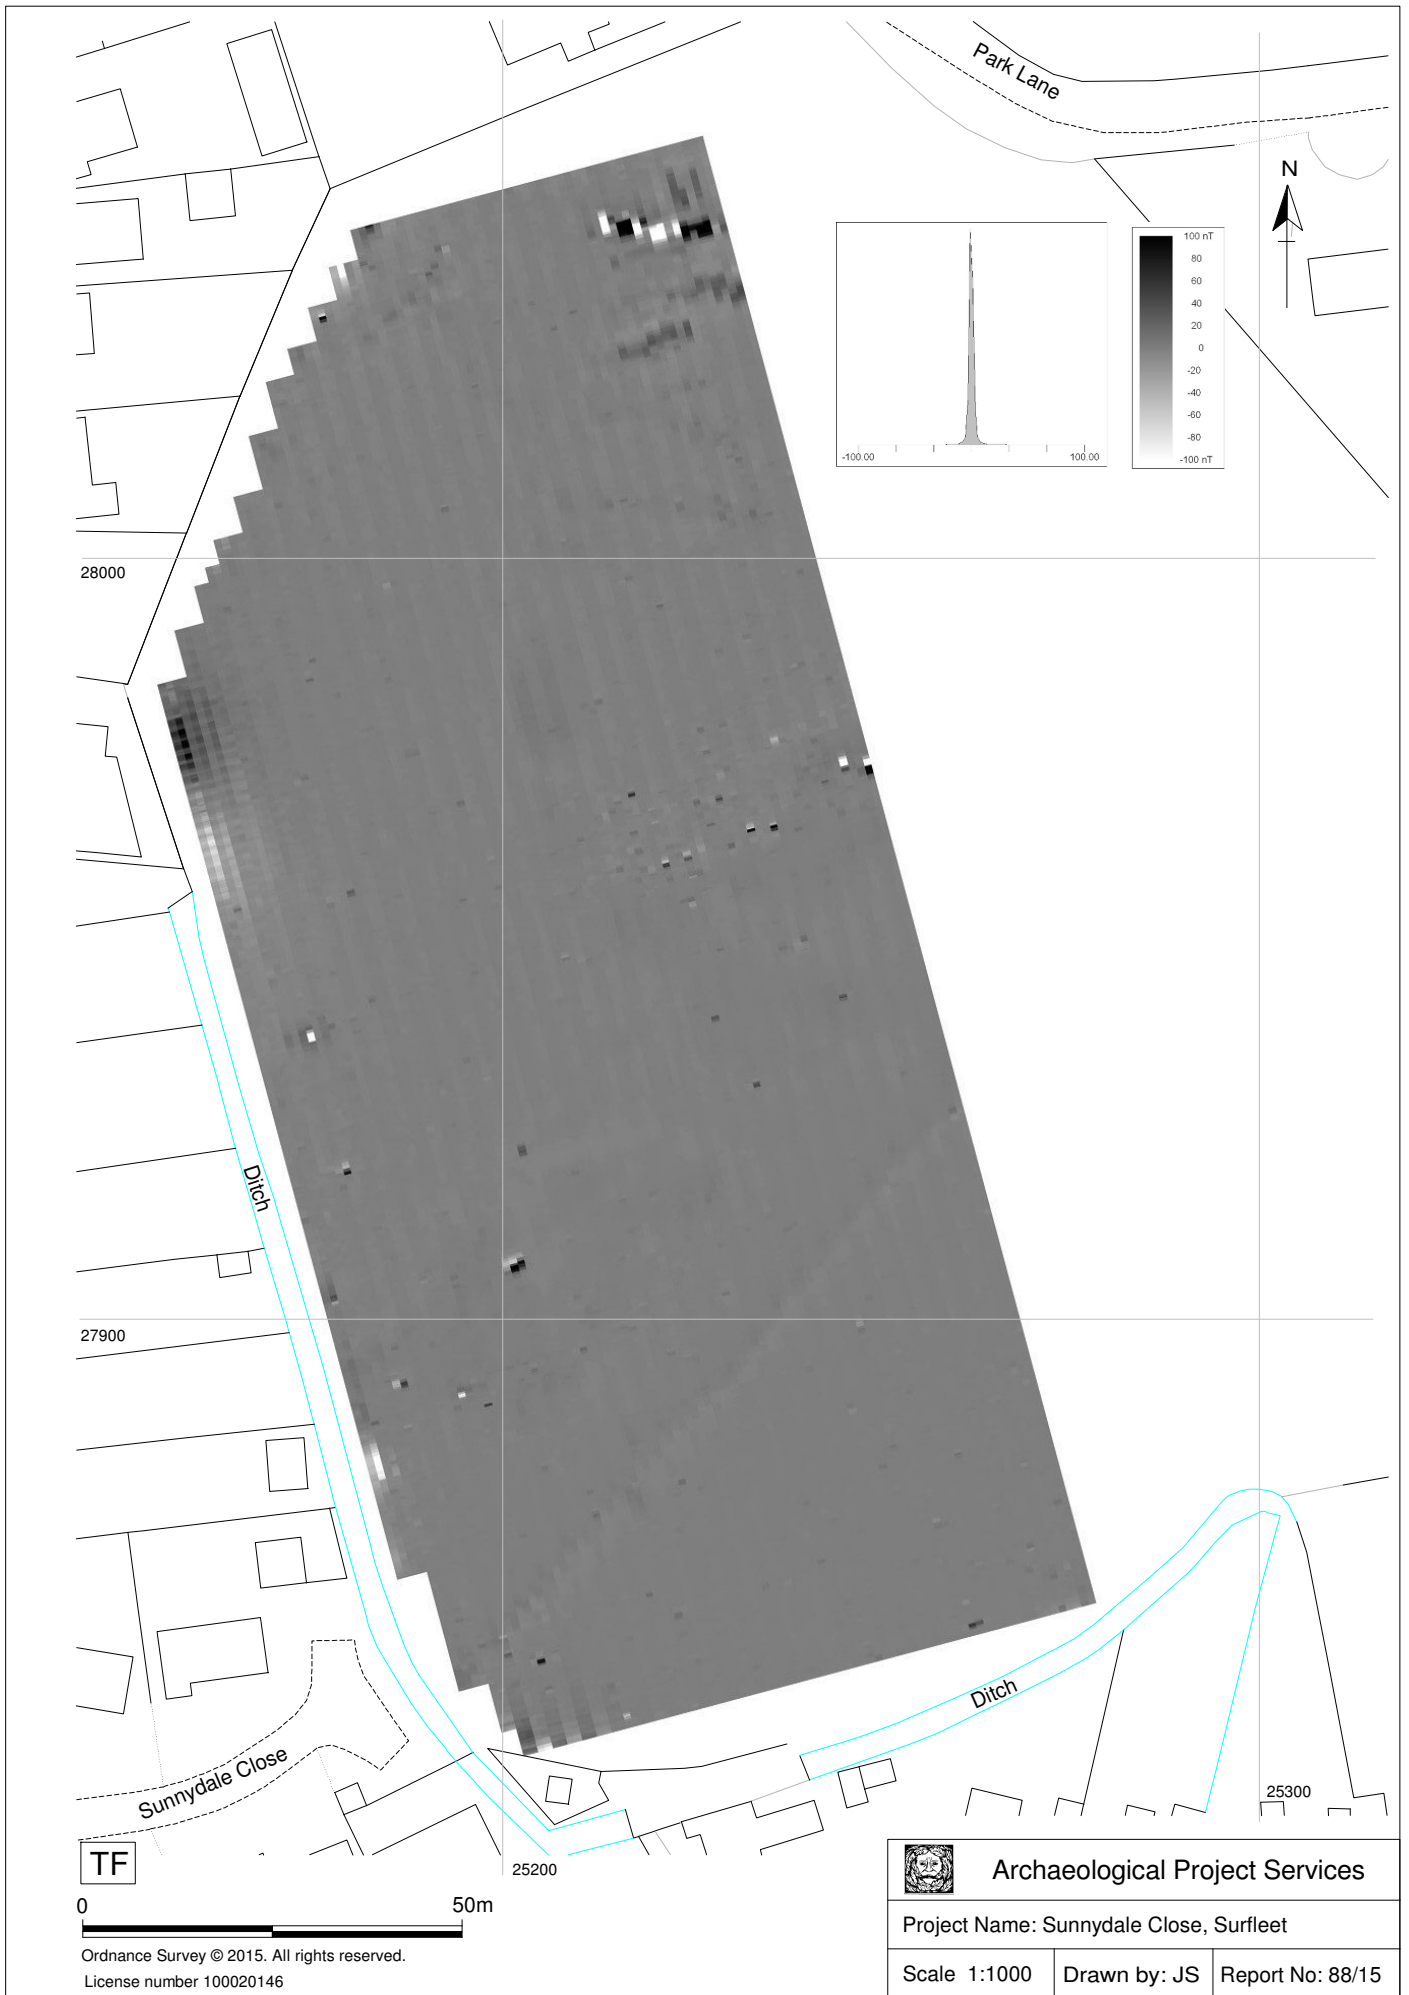 Park Lane
N
100 nT
80
60
40
20
0
-20
-40
-60
-80
-100 nT
-100.00
100.00
28000
Ditch
27900
Ditch
Sunnydale Close
25300
25200
TF
0
50m
Ordnance Survey © 2015. All rights reserved.
License number 100020146
Archaeological Project Services
Project Name: Sunnydale Close, Surfleet
Scale 1:1000
Drawn by: JS
Report No: 88/15